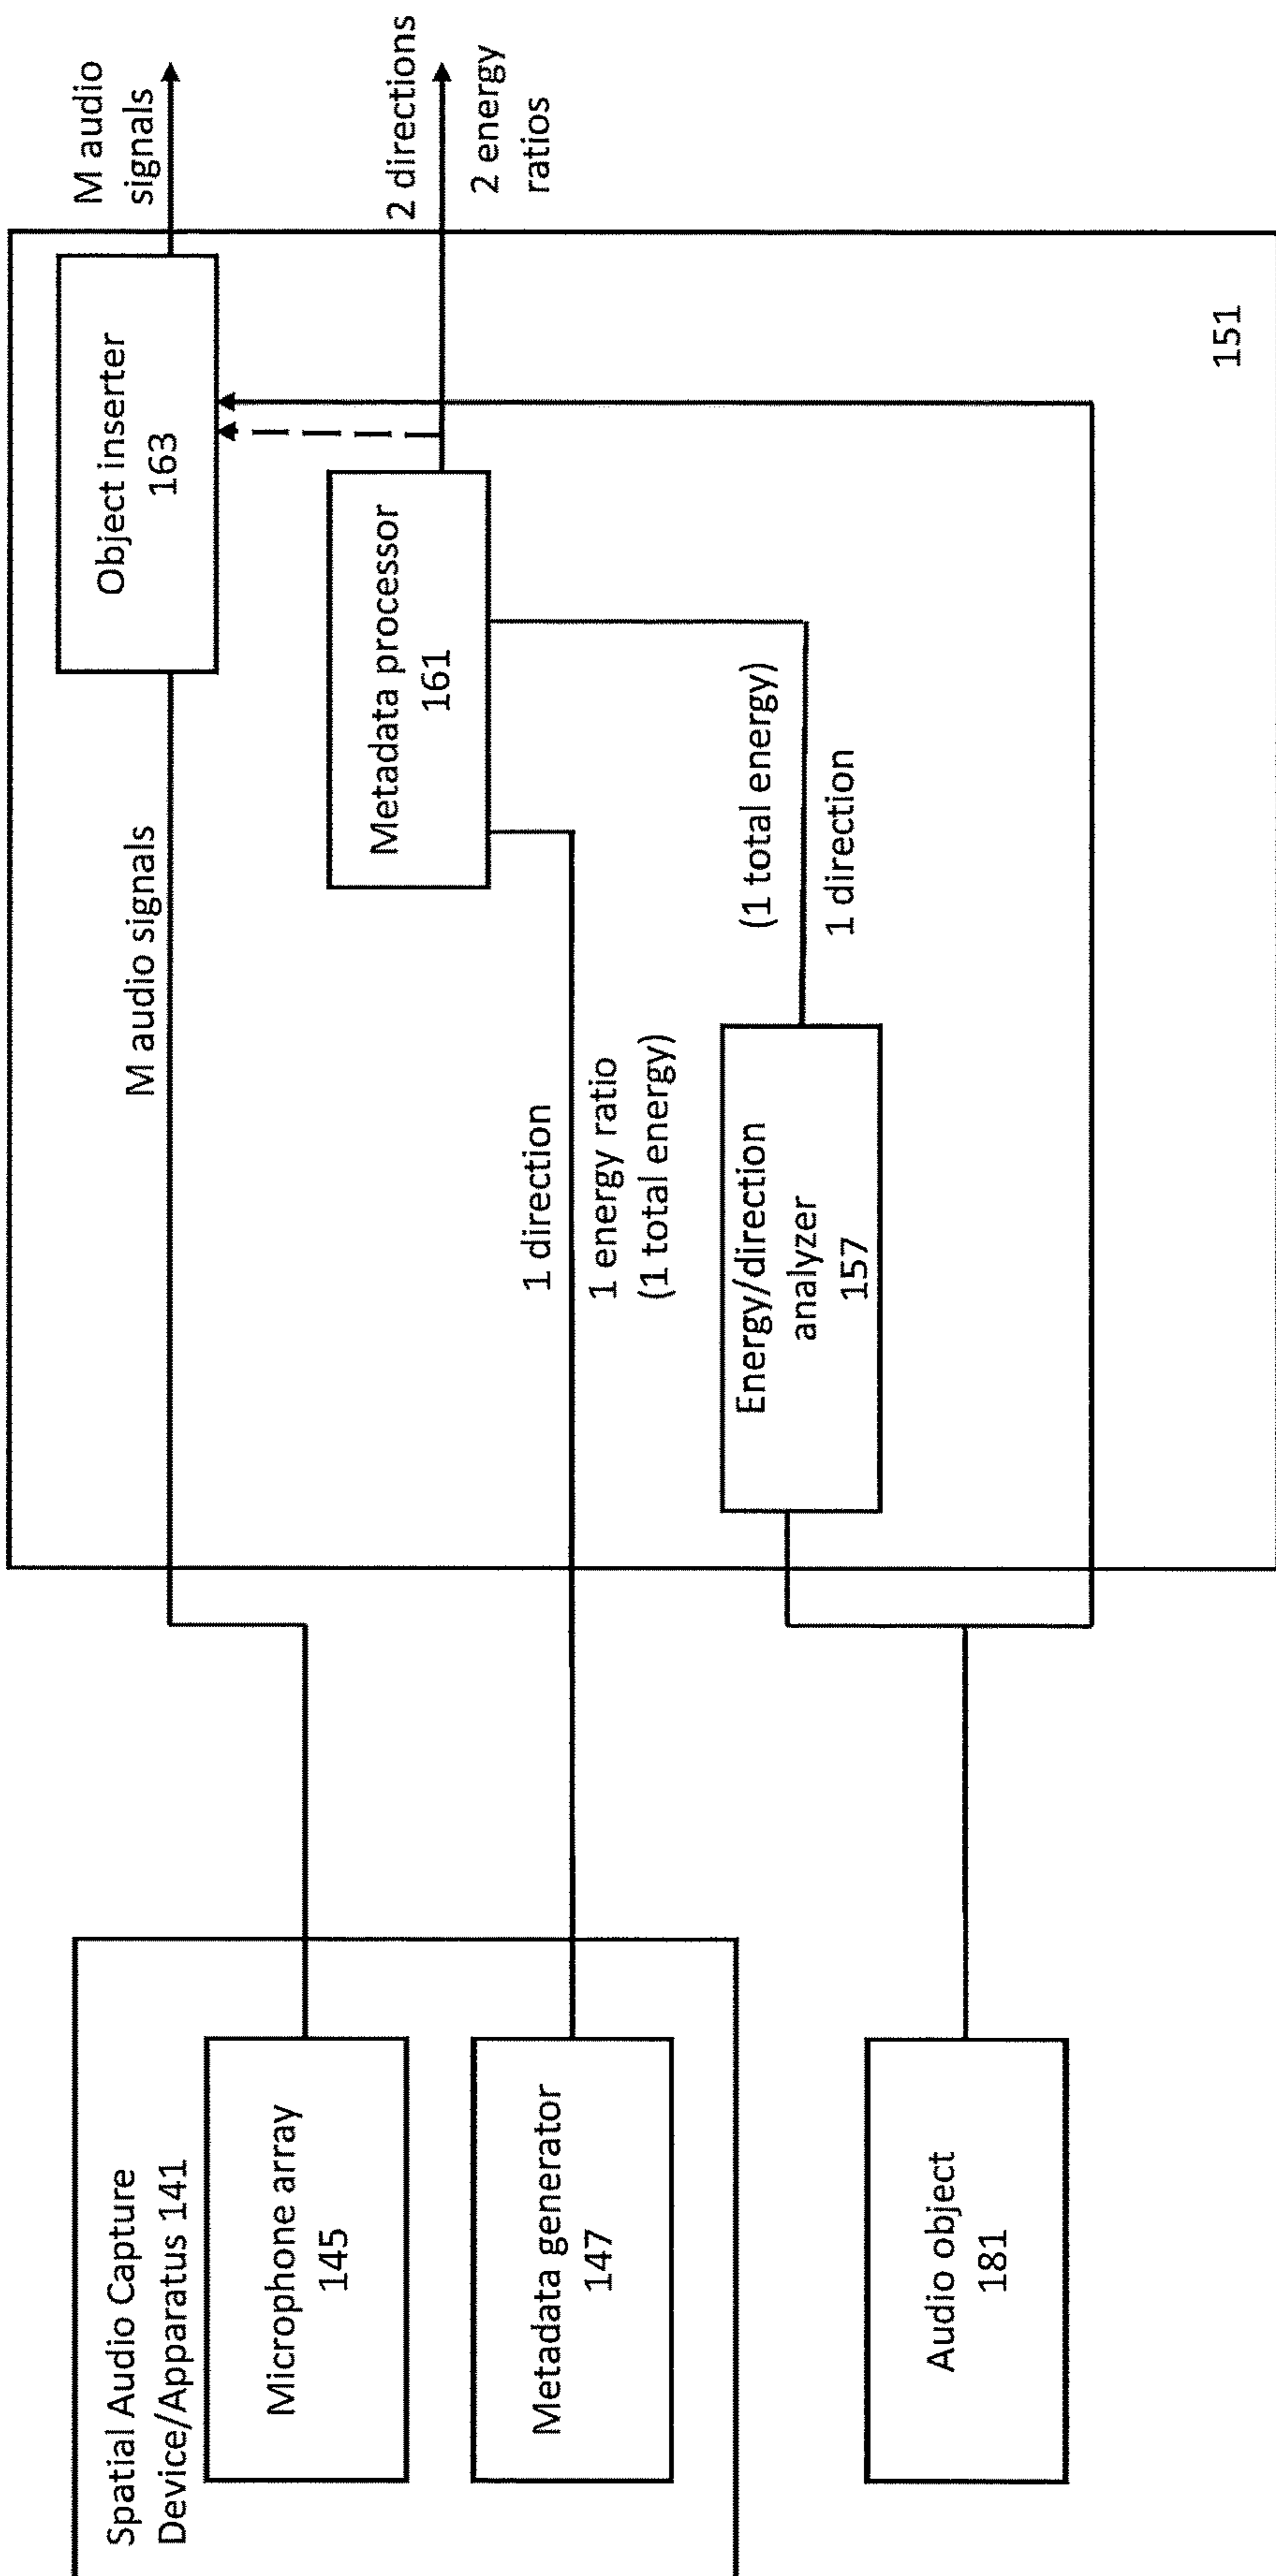 Spatial Audio Capture
Device/Apparatus 141
Microphone array
145
Metadata generator
147
Audio object
181
M audio signals
1 direction
1 energy ratio
(1 total energy)
Energy/direction
analyzer
157
(1 total energy)
1 direction
Metadata processor
161
Object inserter
163
151
M audio
signals
2 directions
2 energy
ratios